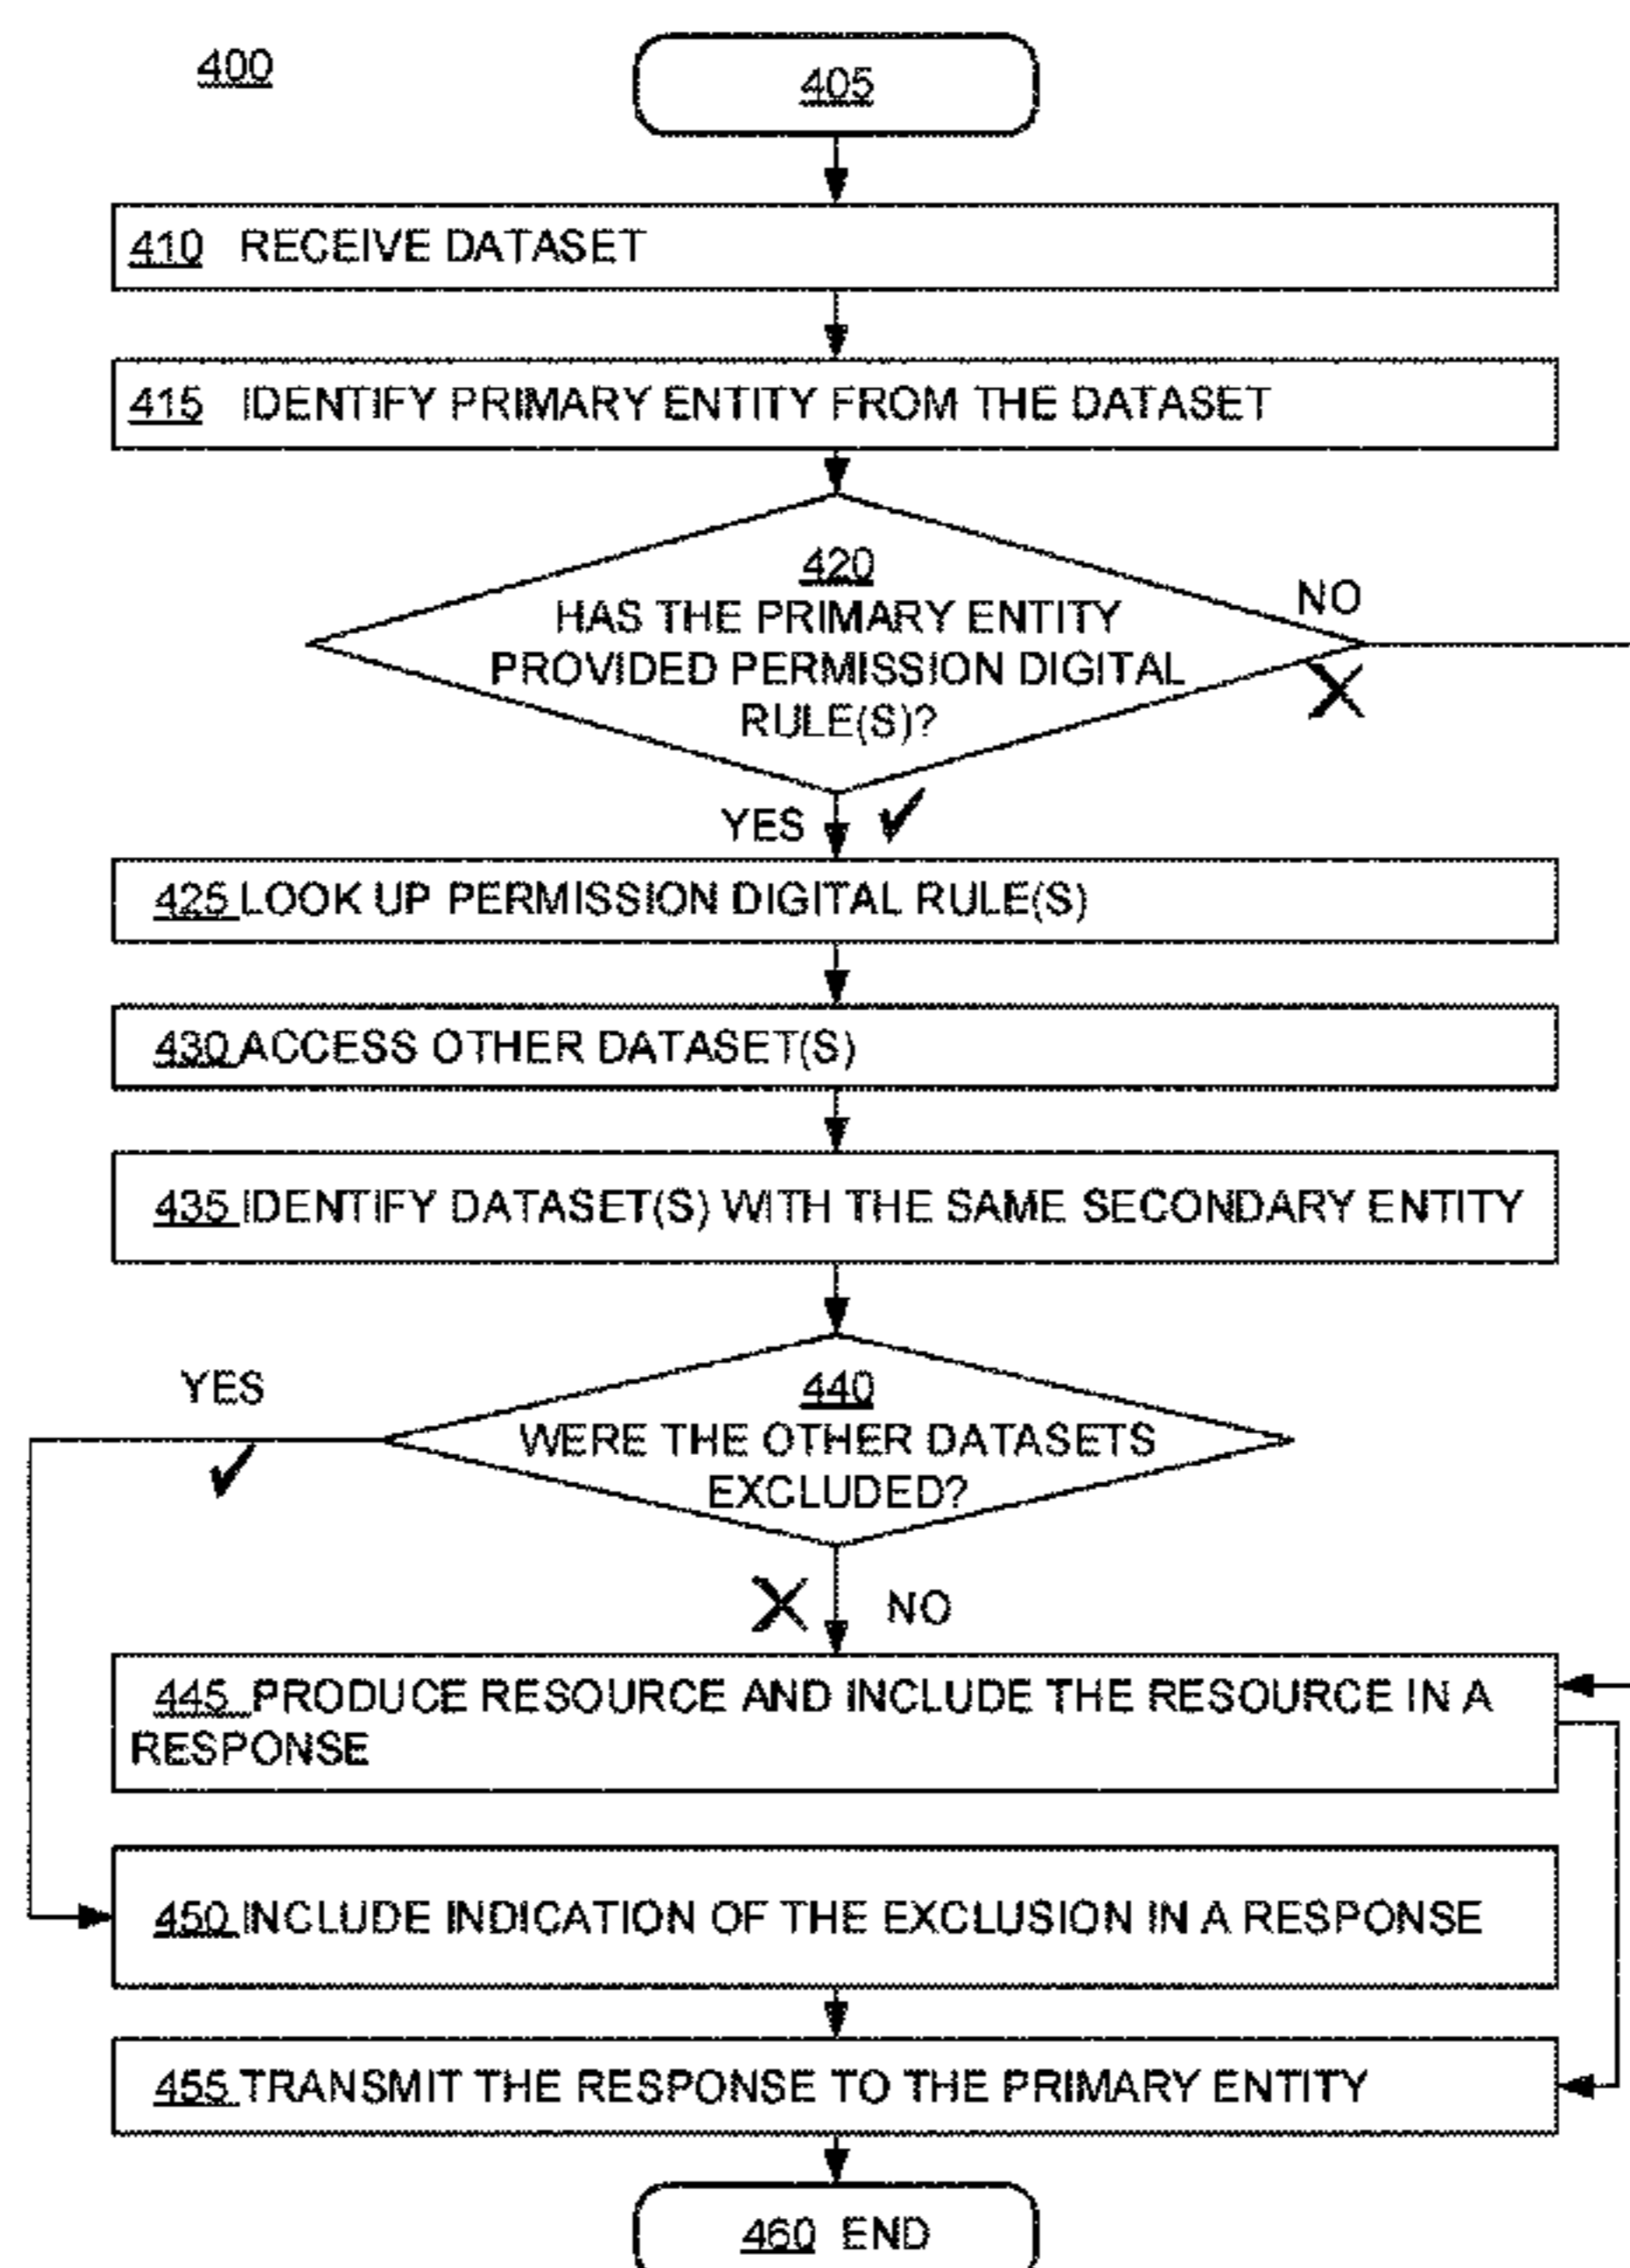 400
405
410 RECEIVE DATASET
415 IDENTIFY PRIMARY ENTITY FROM THE DATASET
420
HAS THE PRIMARY ENTITY
PROVIDED PERMISSION DIGITAL
RULE(S)?
NO
YES
425 LOOK UP PERMISSION DIGITAL RULE(S)
430 ACCESS OTHER DATASET(S)
435 IDENTIFY DATASET(S) WITH THE SAME SECONDARY ENTITY
YES
440
WERE THE OTHER DATASETS
EXCLUDED?
NO
445 PRODUCE RESOURCE AND INCLUDE THE RESOURCE IN A
RESPONSE
450 INCLUDE INDICATION OF THE EXCLUSION IN A RESPONSE
455 TRANSMIT THE RESPONSE TO THE PRIMARY ENTITY
460 END